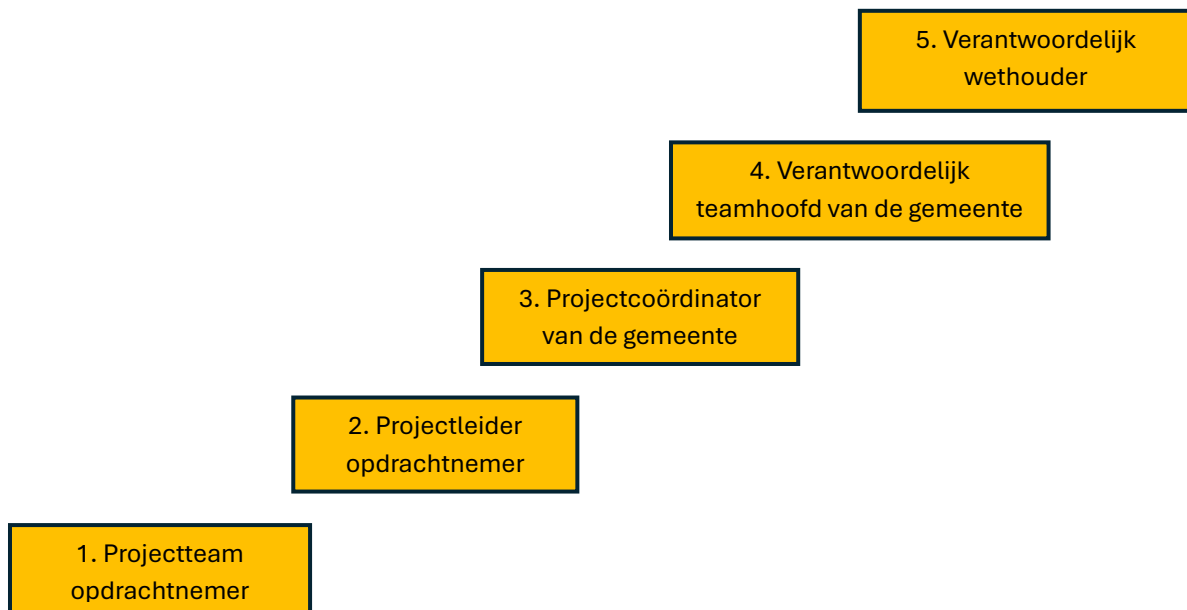 5. Verantwoordelijk
wethouder
4. Verantwoordelijk
teamhoofd van de gemeente
3. Projectcoördinator
van de gemeente
2. Projectleider
opdrachtnemer
1. Projectteam
opdrachtnemer